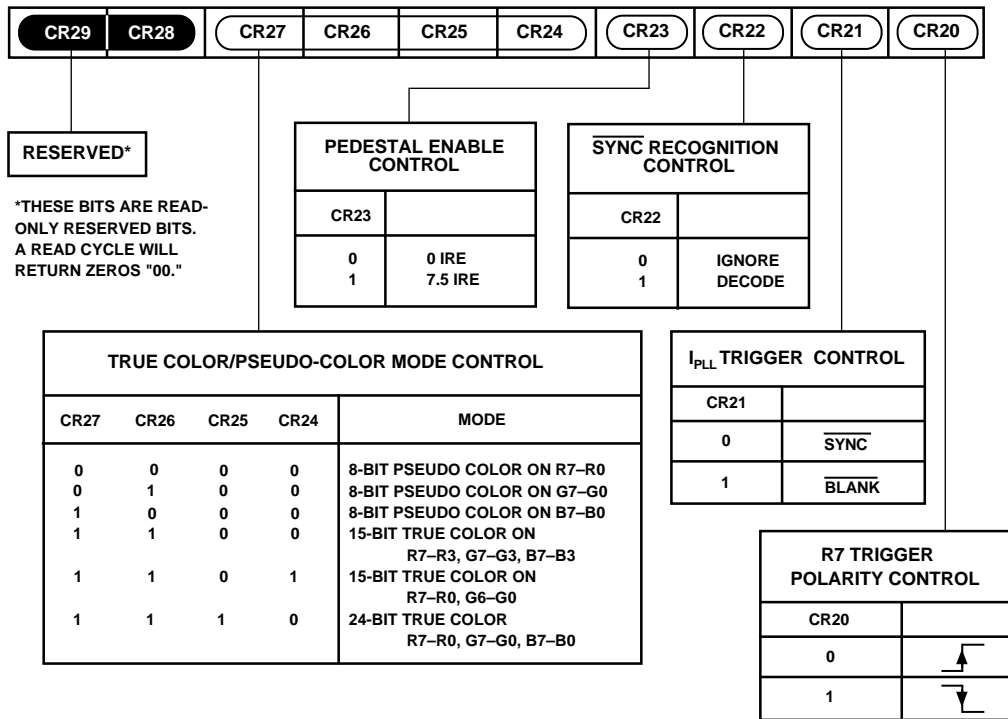 CR29 CR28 CR27 CR26 CR25 CR24 CR23 CR22 CR21 CR20
RESERVED*
*THESE BITS ARE READ-
ONLY RESERVED BITS.
A READ CYCLE WILL
RETURN ZEROS "00."
PEDESTAL ENABLE
CONTROL
CR23
0 0 IRE
1 7.5 IRE
SYNC RECOGNITION
CONTROL
CR22
0 IGNORE
1 DECODE
TRUE COLOR/PSEUDO-COLOR MODE CONTROL
CR27 CR26 CR25 CR24 MODE
0 0 0 0 8-BIT PSEUDO COLOR ON R7–R0
0 1 0 0 8-BIT PSEUDO COLOR ON G7–G0
1 0 0 0 8-BIT PSEUDO COLOR ON B7–B0
1 1 0 0 15-BIT TRUE COLOR ON
R7–R3, G7–G3, B7–B3
1 1 0 1 15-BIT TRUE COLOR ON
R7–R0, G6–G0
1 1 1 0 24-BIT TRUE COLOR
R7–R0, G7–G0, B7–B0
IPLL TRIGGER CONTROL
CR21
0 SYNC
1 BLANK
R7 TRIGGER
POLARITY CONTROL
CR20
0
1